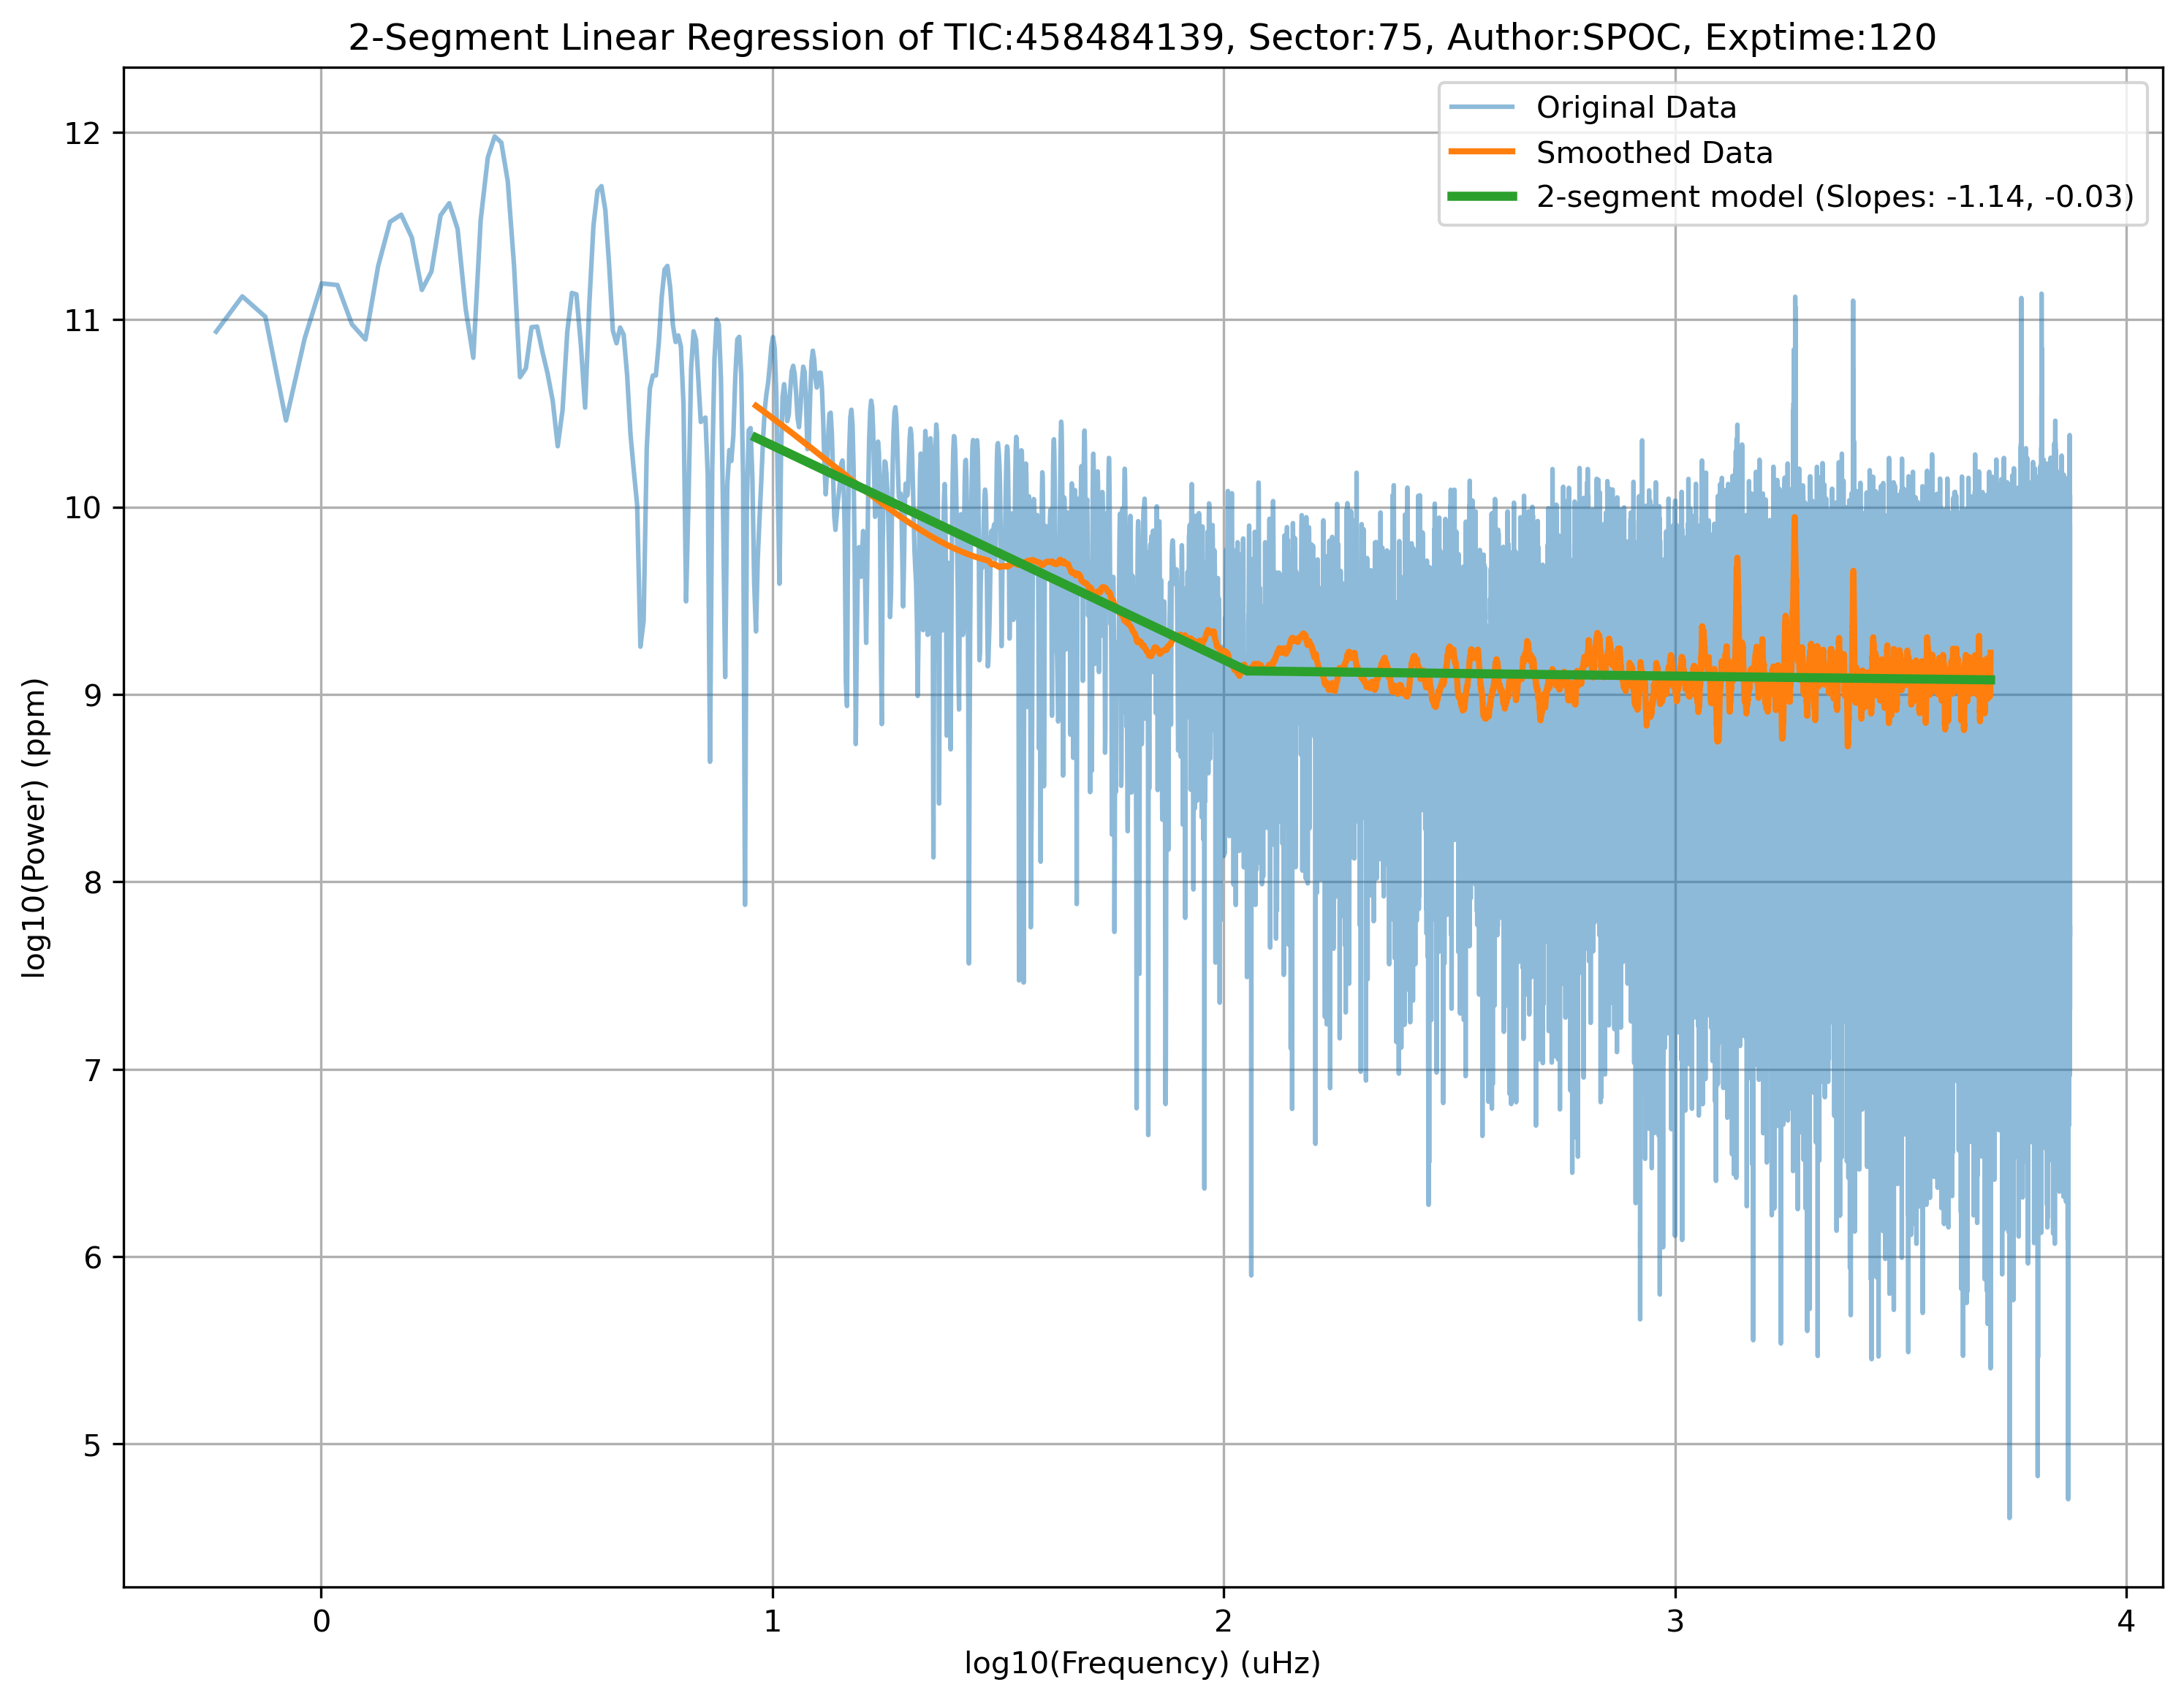 2-Segment Linear Regression of TIC:458484139, Sector:75, Author:SPOC, Exptime:120
Original Data
Smoothed Data
2-segment model (Slopes: -1.14, -0.03)
12
11
10
9
8
7
6
5
log10(Power) (ppm)
0 1 2 3 4
log10(Frequency) (uHz)